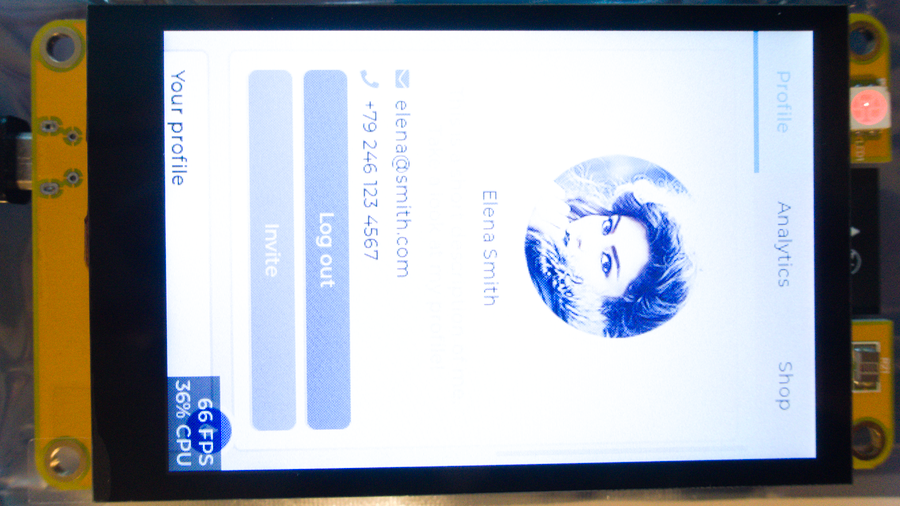 Profile
Analytics
Shop
Elena Smith
elena@smith.com
+79 246 123 4567
Log out
Invite
Your profile
66 FPS
36% CPU